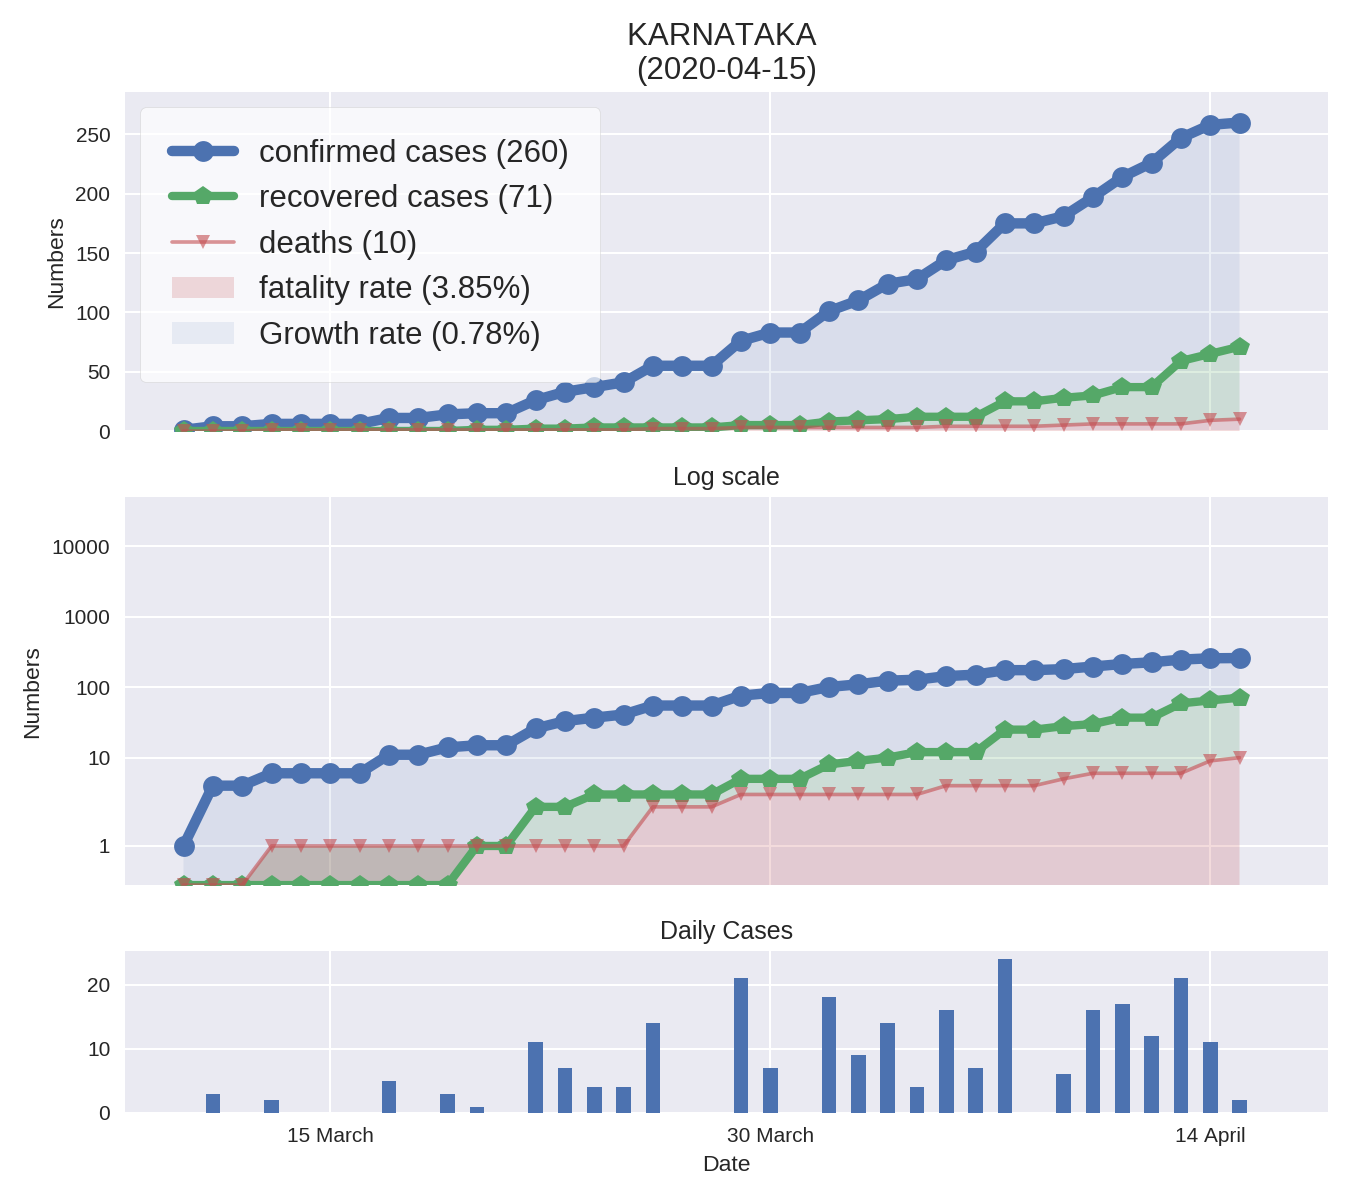 KARNATAKA
(2020-04-15)
250
200
150
100
50
0
Numbers
confirmed cases (260)
recovered cases (71)
deaths (10)
fatality rate (3.85%)
Growth rate (0.78%)
Log scale
10000
1000
100
10
1
Numbers
Daily Cases
20
10
0
15 March
30 March
14 April
Date